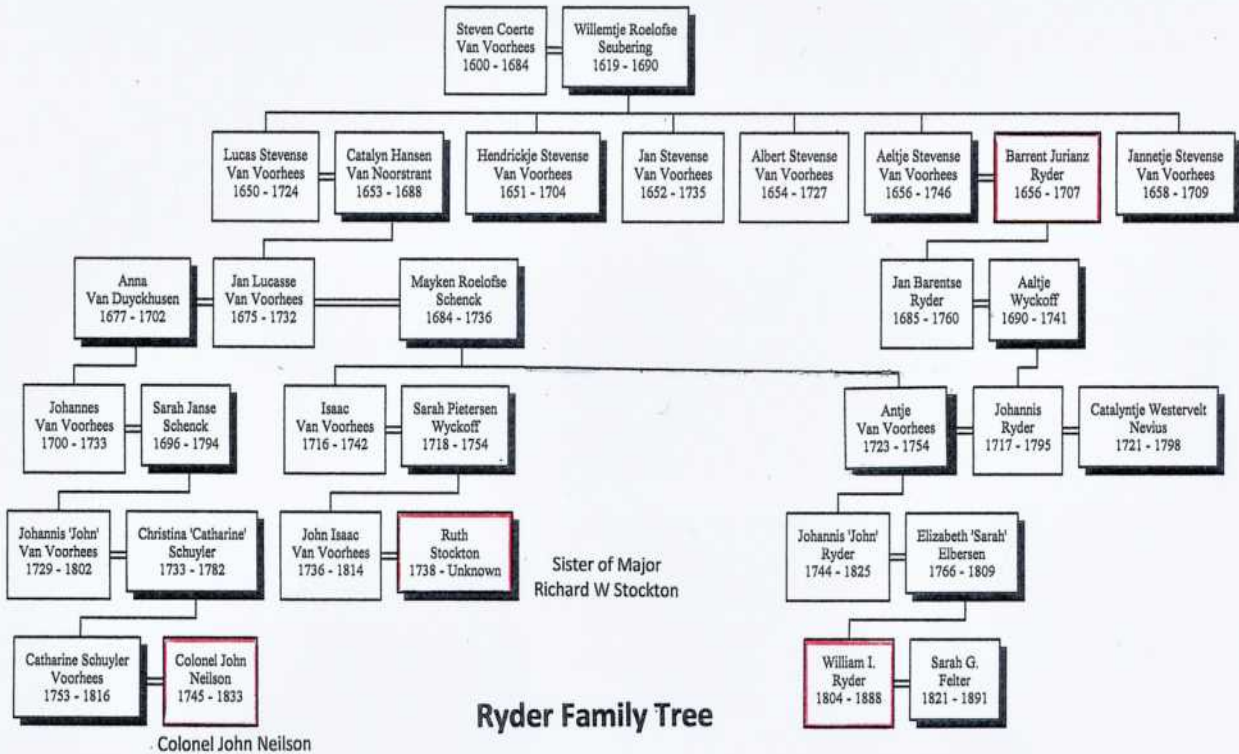 Steven Coerte
Van Voorhees
1600 - 1684
Willemtje Roelofse
Seubering
1619 - 1690
Lucas Stevense
Van Voorhees
1650 - 1724
Catalyn Hansen
Van Noorstrant
1653 - 1688
Hendrickje Stevense
Van Voorhees
1651 - 1704
Jan Stevense
Van Voorhees
1652 - 1735
Albert Stevense
Van Voorhees
1654 - 1727
Aeltje Stevense
Van Voorhees
1656 - 1746
Barrent Jurianz
Ryder
1656 - 1707
Jannetje Stevense
Van Voorhees
1658 - 1709
Anna
Van Duyckhusen
1677 - 1702
Jan Lucasse
Van Voorhees
1675 - 1732
Mayken Roelofse
Schenck
1684 - 1736
Jan Barentse
Ryder
1685 - 1760
Aaltje
Wyckoff
1690 - 1741
Johannes
Van Voorhees
1700 - 1733
Sarah Janse
Schenck
1696 - 1794
Isaac
Van Voorhees
1716 - 1742
Sarah Pietersen
Wyckoff
1718 - 1754
Antje
Van Voorhees
1723 - 1754
Johannis
Ryder
1717 - 1795
Catalyntje Westervelt
Nevius
1721 - 1798
Johannis 'John'
Van Voorhees
1729 - 1802
Christina 'Catharine'
Schuyler
1733 - 1782
John Isaac
Van Voorhees
1736 - 1814
Ruth
Stockton
1738 - Unknown
Sister of Major
Richard W Stockton
Johannis 'John'
Ryder
1744 - 1825
Elizabeth 'Sarah'
Elbersen
1766 - 1809
Catharine Schuyler
Voorhees
1753 - 1816
Colonel John
Neilson
1745 - 1833
William I.
Ryder
1804 - 1888
Sarah G.
Felter
1821 - 1891
Ryder Family Tree
Colonel John Neilson